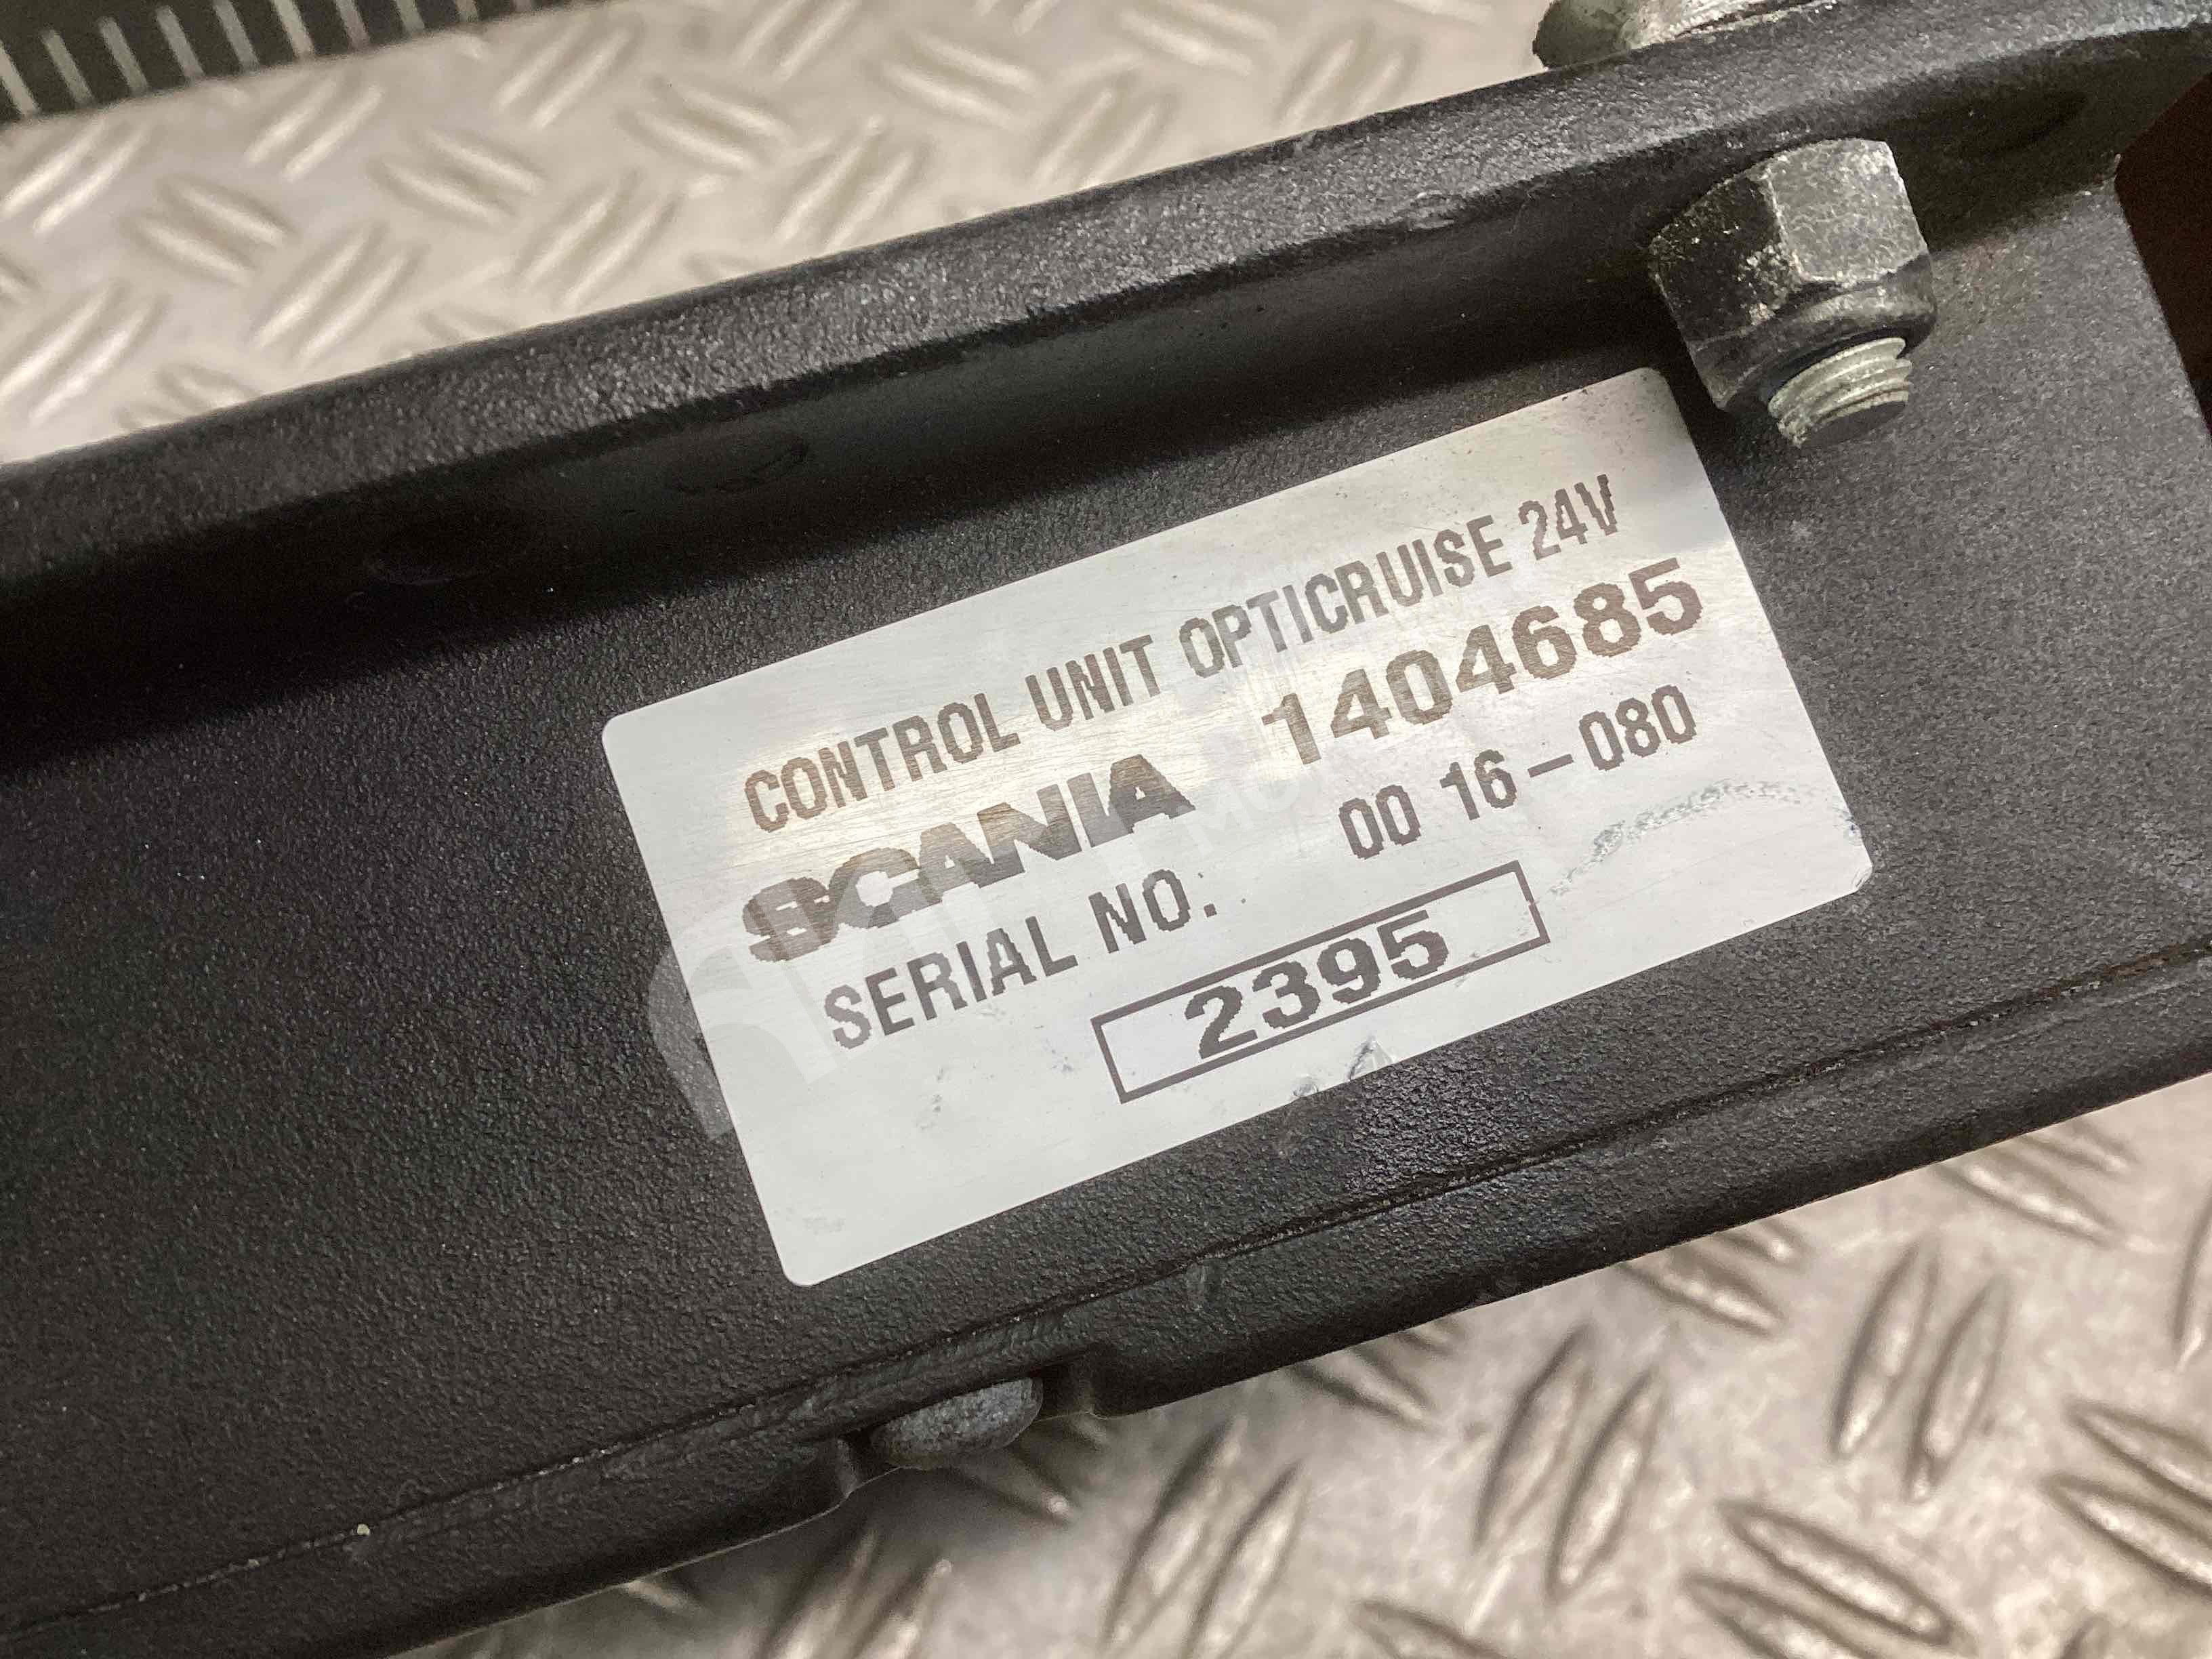 CONTROL UNIT OPTICRUISE 24V
SCANIA 1404685
SERIAL NO. 00 16-080
2395